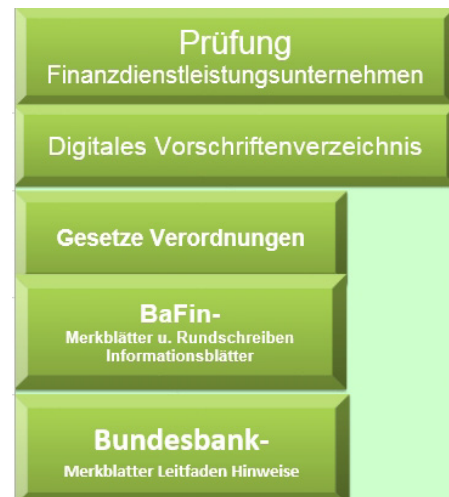 Prüfung
Finanzdienstleistungsunternehmen
Digitales Vorschriftenverzeichnis
Gesetze Verordnungen
BaFin-
Merkblätter u. Rundschreiben
Informationsblätter
Bundesbank-
Merkblatter Leitfaden Hinweise